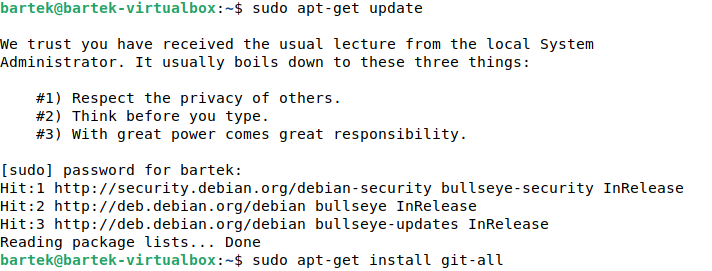 bartek@bartek-virtualbox:~$ sudo apt-get update
We trust you have received the usual lecture from the local System
Administrator. It usually boils down to these three things:
#1) Respect the privacy of others.
#2) Think before you type.
#3) With great power comes great responsibility.
[sudo] password for bartek:
Hit:1 http://security.debian.org/debian-security bullseye-security InRelease
Hit:2 http://deb.debian.org/debian bullseye InRelease
Hit:3 http://deb.debian.org/debian bullseye-updates InRelease
Reading package lists... Done
bartek@bartek-virtualbox:~$ sudo apt-get install git-all